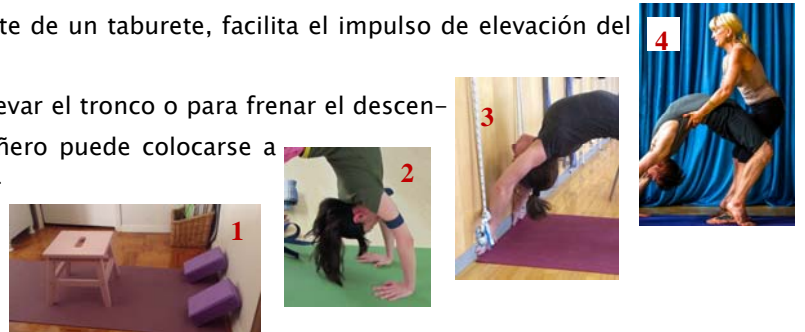 te de un taburete, facilita el impulso de elevación del
4
evar el tronco o para frenar el descen-
3
ñero puede colocarse a
2
1